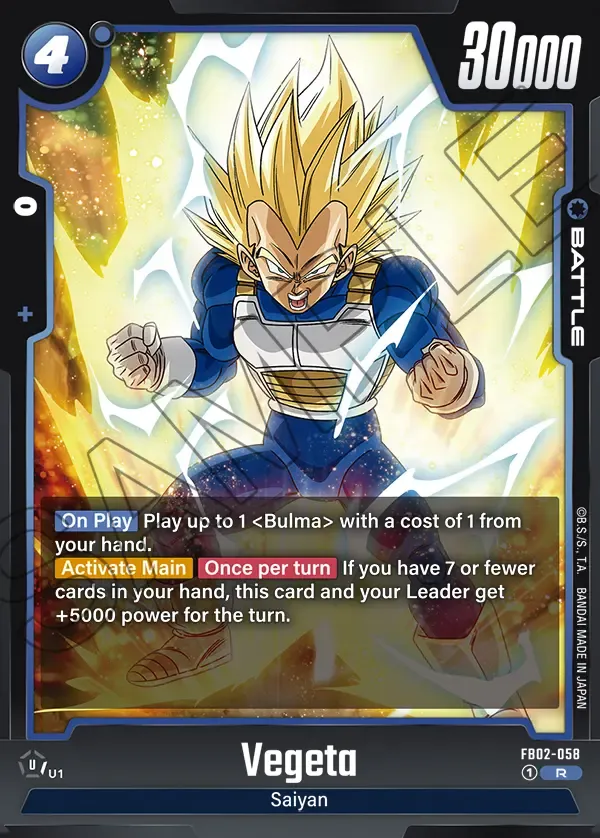 4
30000
0
+
BATTLE
SAMPLE
On Play Play up to 1 <Bulma> with a cost of 1 from
your hand.
Activate Main Once per turn If you have 7 or fewer
cards in your hand, this card and your Leader get
+5000 power for the turn.
©B.S./S., T.A. BANDAI MADE IN JAPAN
Vegeta
FB02-058
U/U1
1 R
Saiyan